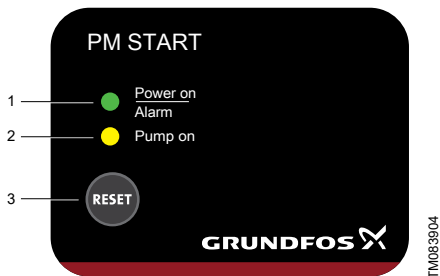 PM START
1
Power on
Alarm
2
Pump on
3
RESET
GRUNDFOS
TM083904